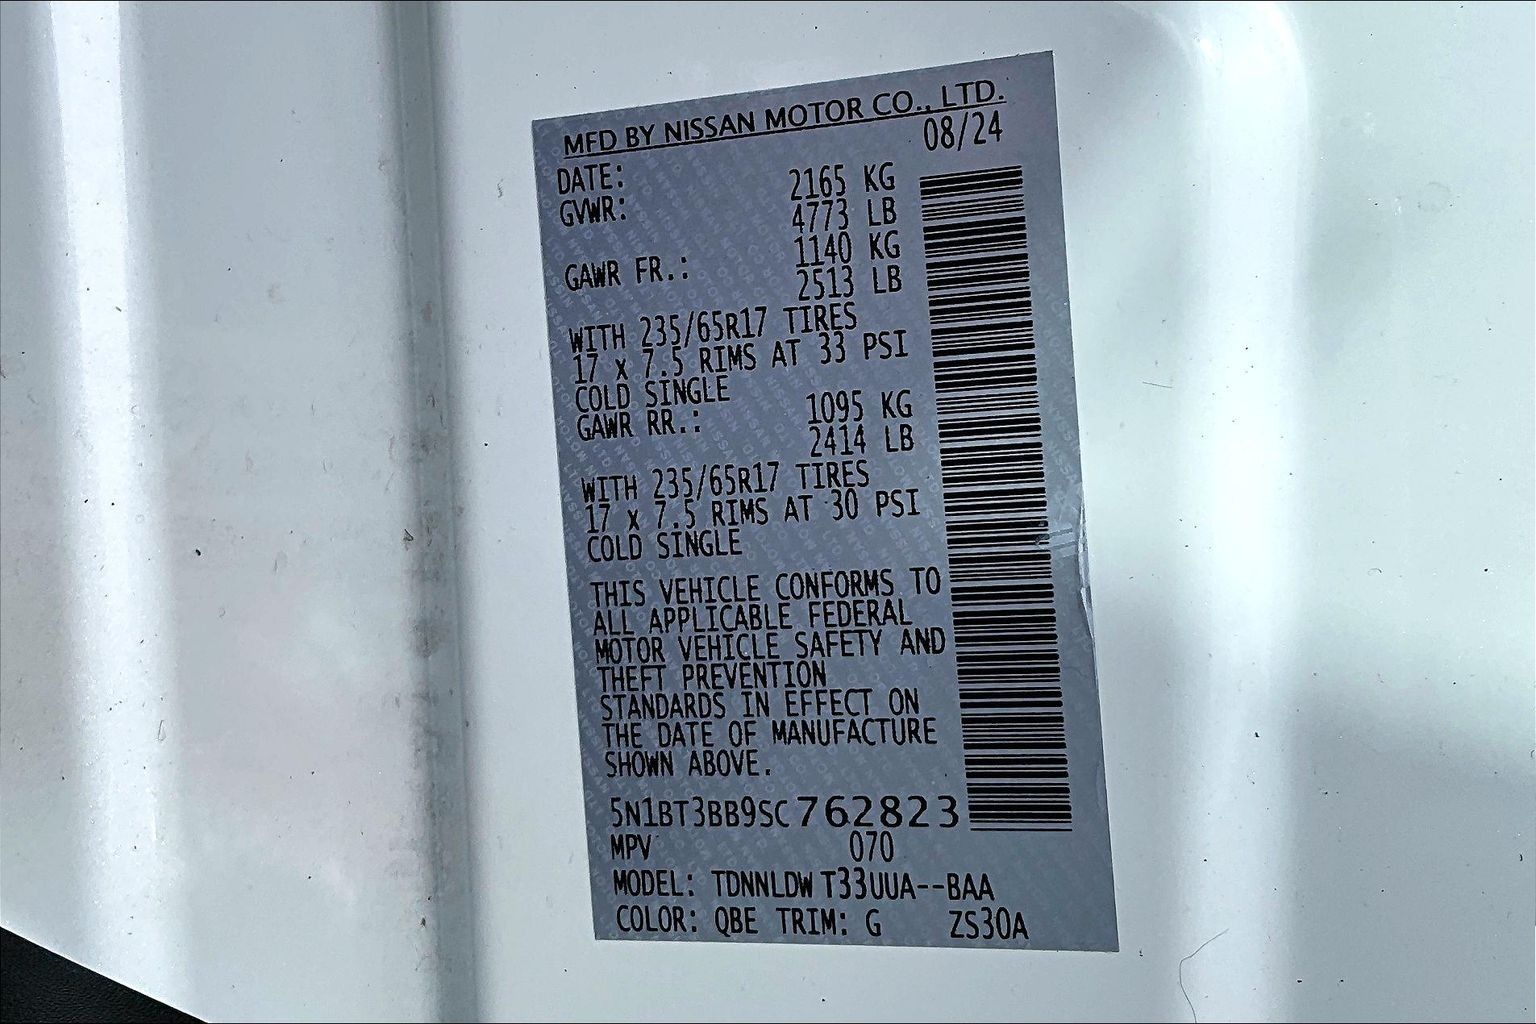 MFD BY NISSAN MOTOR CO., LTD.
DATE: 08/24
GVWR: 2165 KG
4773 LB
GAWR FR.: 1140 KG
2513 LB
WITH 235/65R17 TIRES
17 x 7.5 RIMS AT 33 PSI
COLD SINGLE
GAWR RR.: 1095 KG
2414 LB
WITH 235/65R17 TIRES
17 x 7.5 RIMS AT 30 PSI
COLD SINGLE
THIS VEHICLE CONFORMS TO
ALL APPLICABLE FEDERAL
MOTOR VEHICLE SAFETY AND
THEFT PREVENTION
STANDARDS IN EFFECT ON
THE DATE OF MANUFACTURE
SHOWN ABOVE.
5N1BT3BB9SC762823
MPV 070
MODEL: TDNNLDW T33UUA--BAA
COLOR: QBE TRIM: G ZS30A